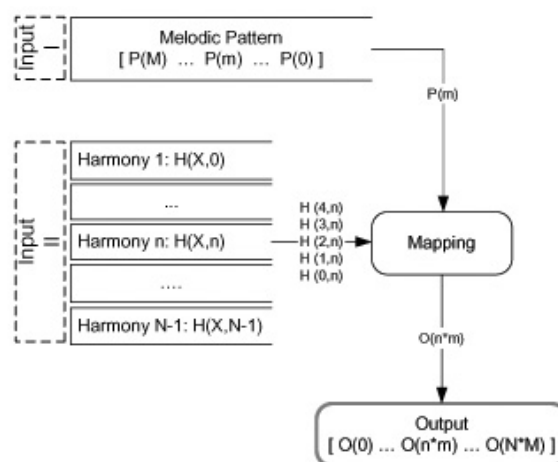 Input I
Melodic Pattern
[ P(M) ... P(m) ... P(0) ]
P(m)
Input II
Harmony 1: H(X,0)
...
Harmony n: H(X,n)
....
Harmony N-1: H(X,N-1)
H (4,n)
H (3,n)
H (2,n)
H (1,n)
H (0,n)
Mapping
O(n*m)
Output
[ O(0) ... O(n*m) ... O(N*M) ]